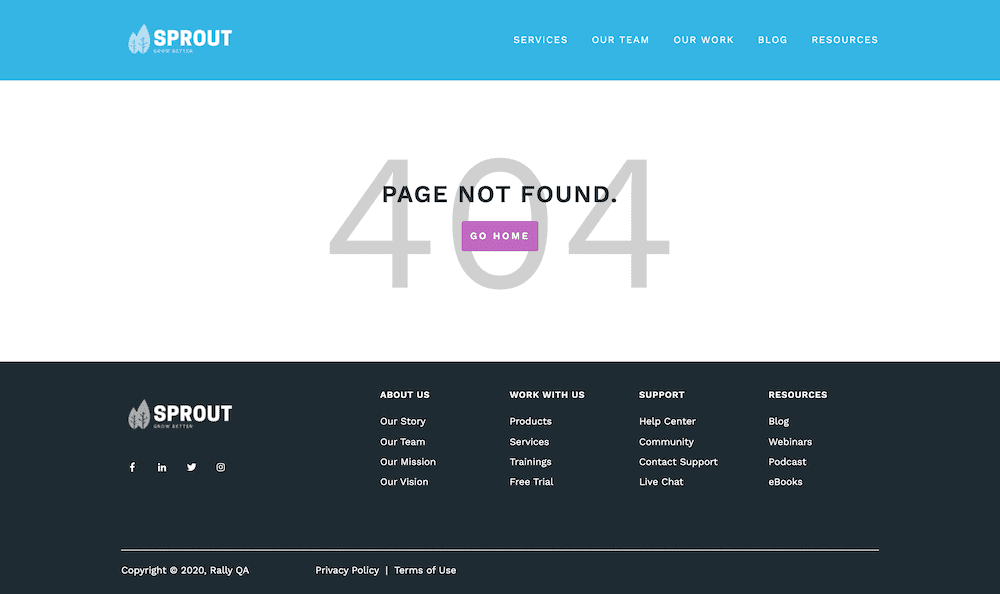 SPROUT
GROW BETTER
SERVICES OUR TEAM OUR WORK BLOG RESOURCES
404
PAGE NOT FOUND.
GO HOME
SPROUT
GROW BETTER
ABOUT US
Our Story
Our Team
Our Mission
Our Vision
WORK WITH US
Products
Services
Trainings
Free Trial
SUPPORT
Help Center
Community
Contact Support
Live Chat
RESOURCES
Blog
Webinars
Podcast
eBooks
Copyright © 2020, Rally QA
Privacy Policy | Terms of Use